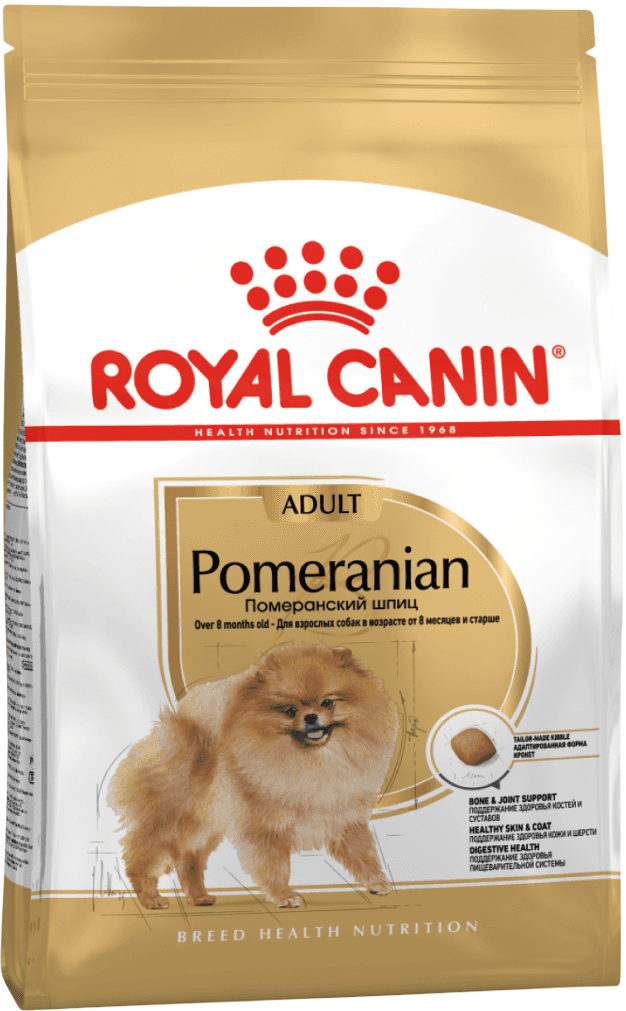 ROYAL CANIN®
HEALTH NUTRITION SINCE 1968
ADULT
Pomeranian
Померанский шпиц
Over 8 months old - Для взрослых собак в возрасте от 8 месяцев и старше
TAILOR-MADE KIBBLE
АДАПТИРОВАННАЯ ФОРМА
КРОКЕТ
BONE & JOINT SUPPORT
ПОДДЕРЖАНИЕ ЗДОРОВЬЯ КОСТЕЙ И
СУСТАВОВ
HEALTHY SKIN & COAT
ПОДДЕРЖАНИЕ ЗДОРОВЬЯ КОЖИ И ШЕРСТИ
DIGESTIVE HEALTH
ПОДДЕРЖАНИЕ ЗДОРОВЬЯ
ПИЩЕВАРИТЕЛЬНОЙ СИСТЕМЫ
BREED HEALTH NUTRITION